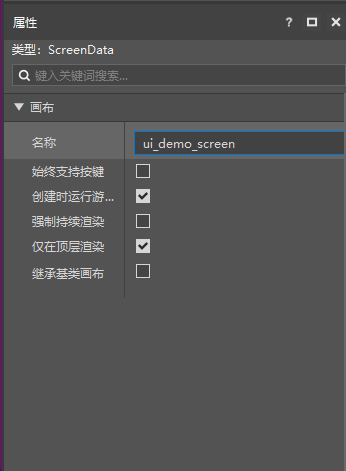 属性
类型：ScreenData
键入关键词搜索...
画布
名称 ui_demo_screen
始终支持按键
创建时运行游...
强制持续渲染
仅在顶层渲染
继承基类画布